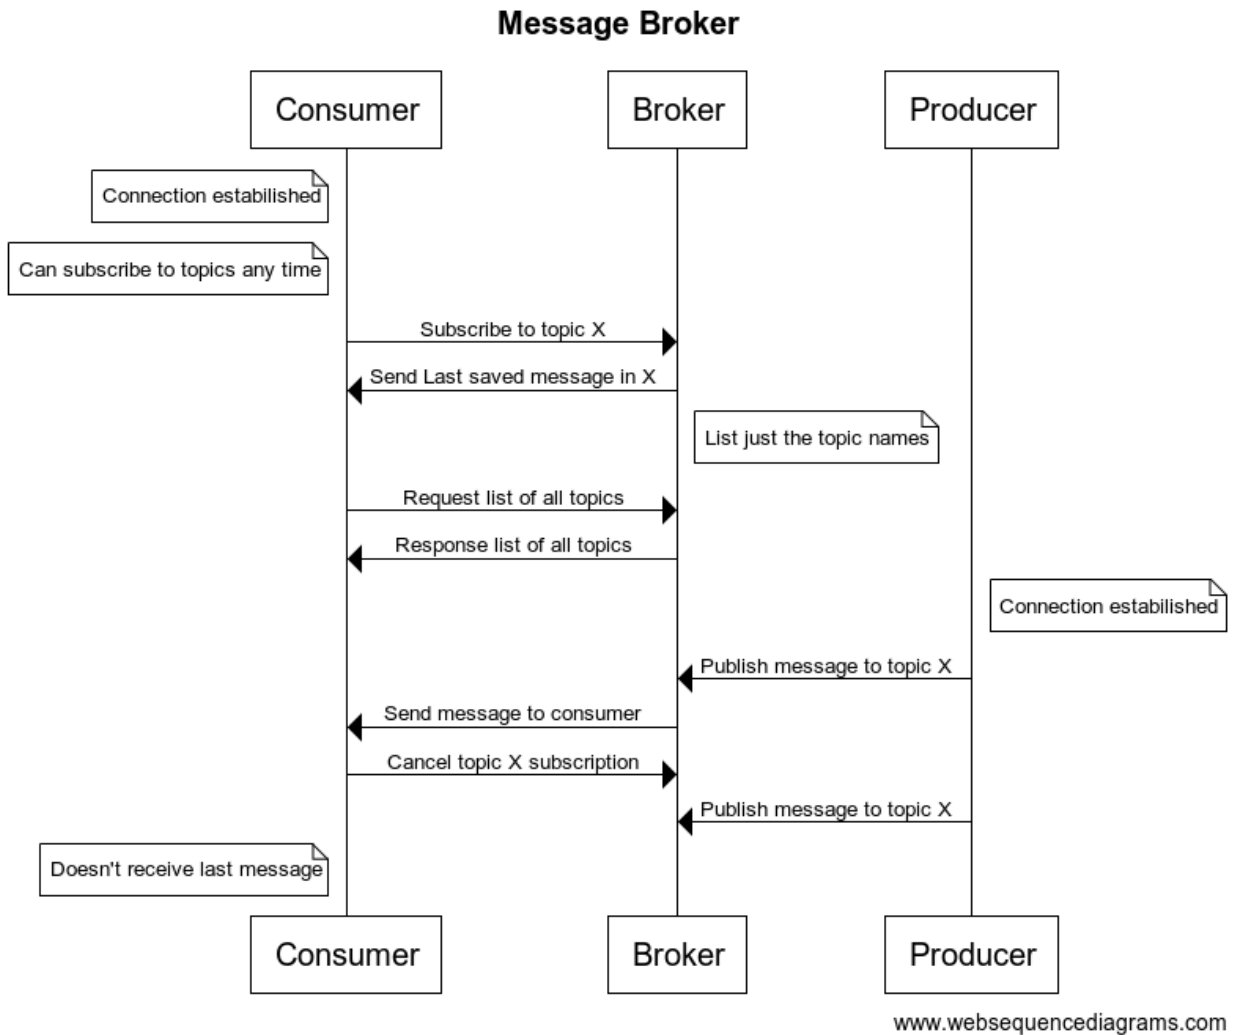 Message Broker
Consumer
Broker
Producer
Connection estabilished
Can subscribe to topics any time
Subscribe to topic X
Send Last saved message in X
List just the topic names
Request list of all topics
Response list of all topics
Connection estabilished
Publish message to topic X
Send message to consumer
Cancel topic X subscription
Publish message to topic X
Doesn't receive last message
Consumer
Broker
Producer
www.websequencediagrams.com